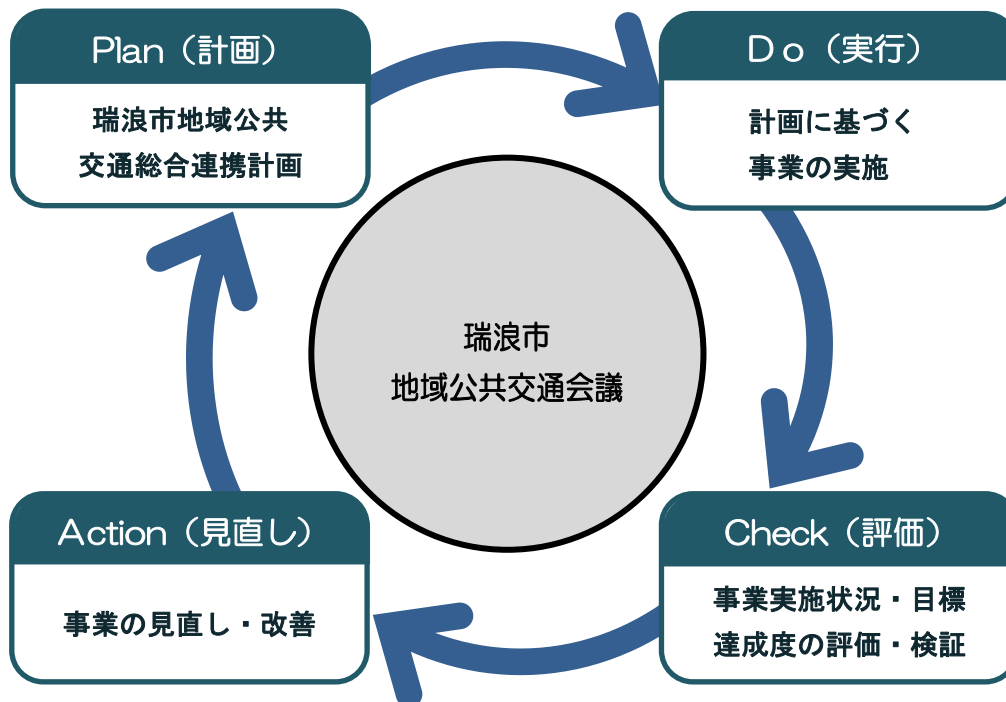 Plan（計画）
瑞浪市地域公共
交通総合連携計画
Ｄｏ（実行）
計画に基づく
事業の実施
瑞浪市
地域公共交通会議
Action（見直し）
事業の見直し・改善
Check（評価）
事業実施状況・目標
達成度の評価・検証